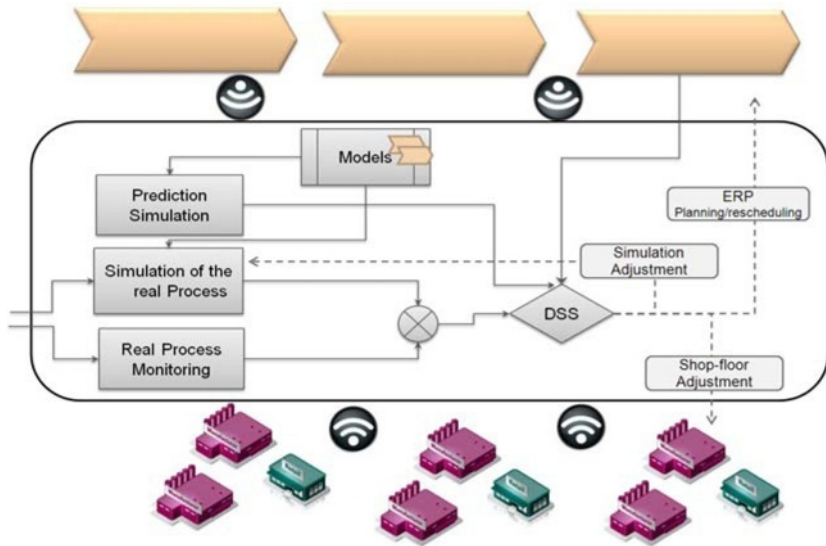 Models
Prediction
Simulation
ERP
Planning/rescheduling
Simulation of the
real Process
Simulation
Adjustment
DSS
Real Process
Monitoring
Shop-floor
Adjustment